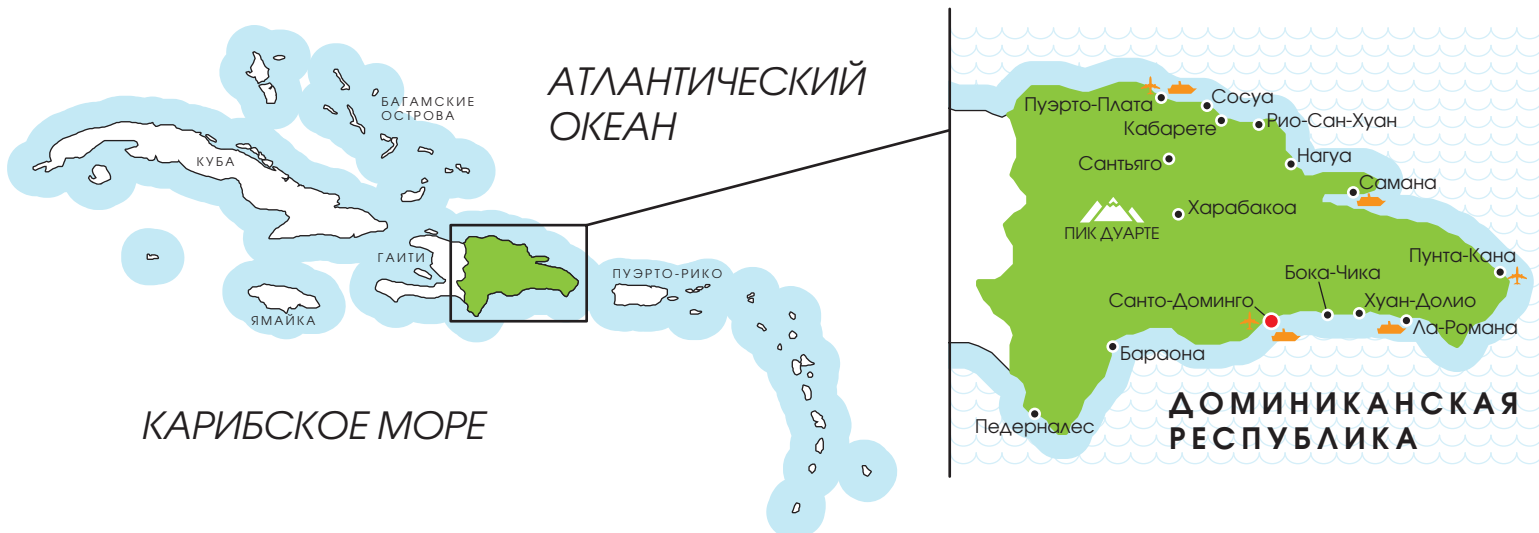 АТЛАНТИЧЕСКИЙ
ОКЕАН
БАГАМСКИЕ
ОСТРОВА
КУБА
ГАИТИ
ПУЭРТО-РИКО
ЯМАЙКА
КАРИБСКОЕ МОРЕ
Пуэрто-Плата
Сосуа
Кабарете
Рио-Сан-Хуан
Сантьяго
Нагуа
Самана
Харабакоа
ПИК ДУАРТЕ
Пунта-Кана
Бока-Чика
Санто-Доминго
Хуан-Долио
Ла-Романа
Бараона
Педерналес
ДОМИНИКАНСКАЯ
РЕСПУБЛИКА